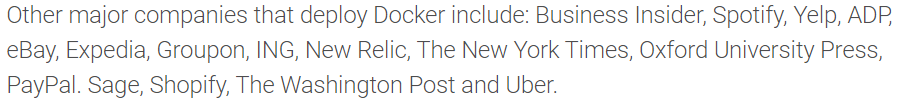 Other major companies that deploy Docker include: Business Insider, Spotify, Yelp, ADP,
eBay, Expedia, Groupon, ING, New Relic, The New York Times, Oxford University Press,
PayPal. Sage, Shopify, The Washington Post and Uber.